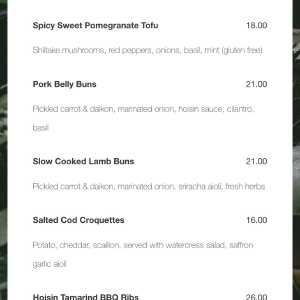 Spicy Sweet Pomegranate Tofu 18.00
Shiitake mushrooms, red peppers, onions, basil, mint (gluten free)
Pork Belly Buns 21.00
Pickled carrot & daikon, marinated onion, hoisin sauce, cilantro,
basil
Slow Cooked Lamb Buns 21.00
Pickled carrot & daikon, marinated onion, sriracha aioli, fresh herbs
Salted Cod Croquettes 16.00
Potato, cheddar, scallion, served with watercress salad, saffron
garlic aioli
Hoisin Tamarind BBQ Ribs 26.00